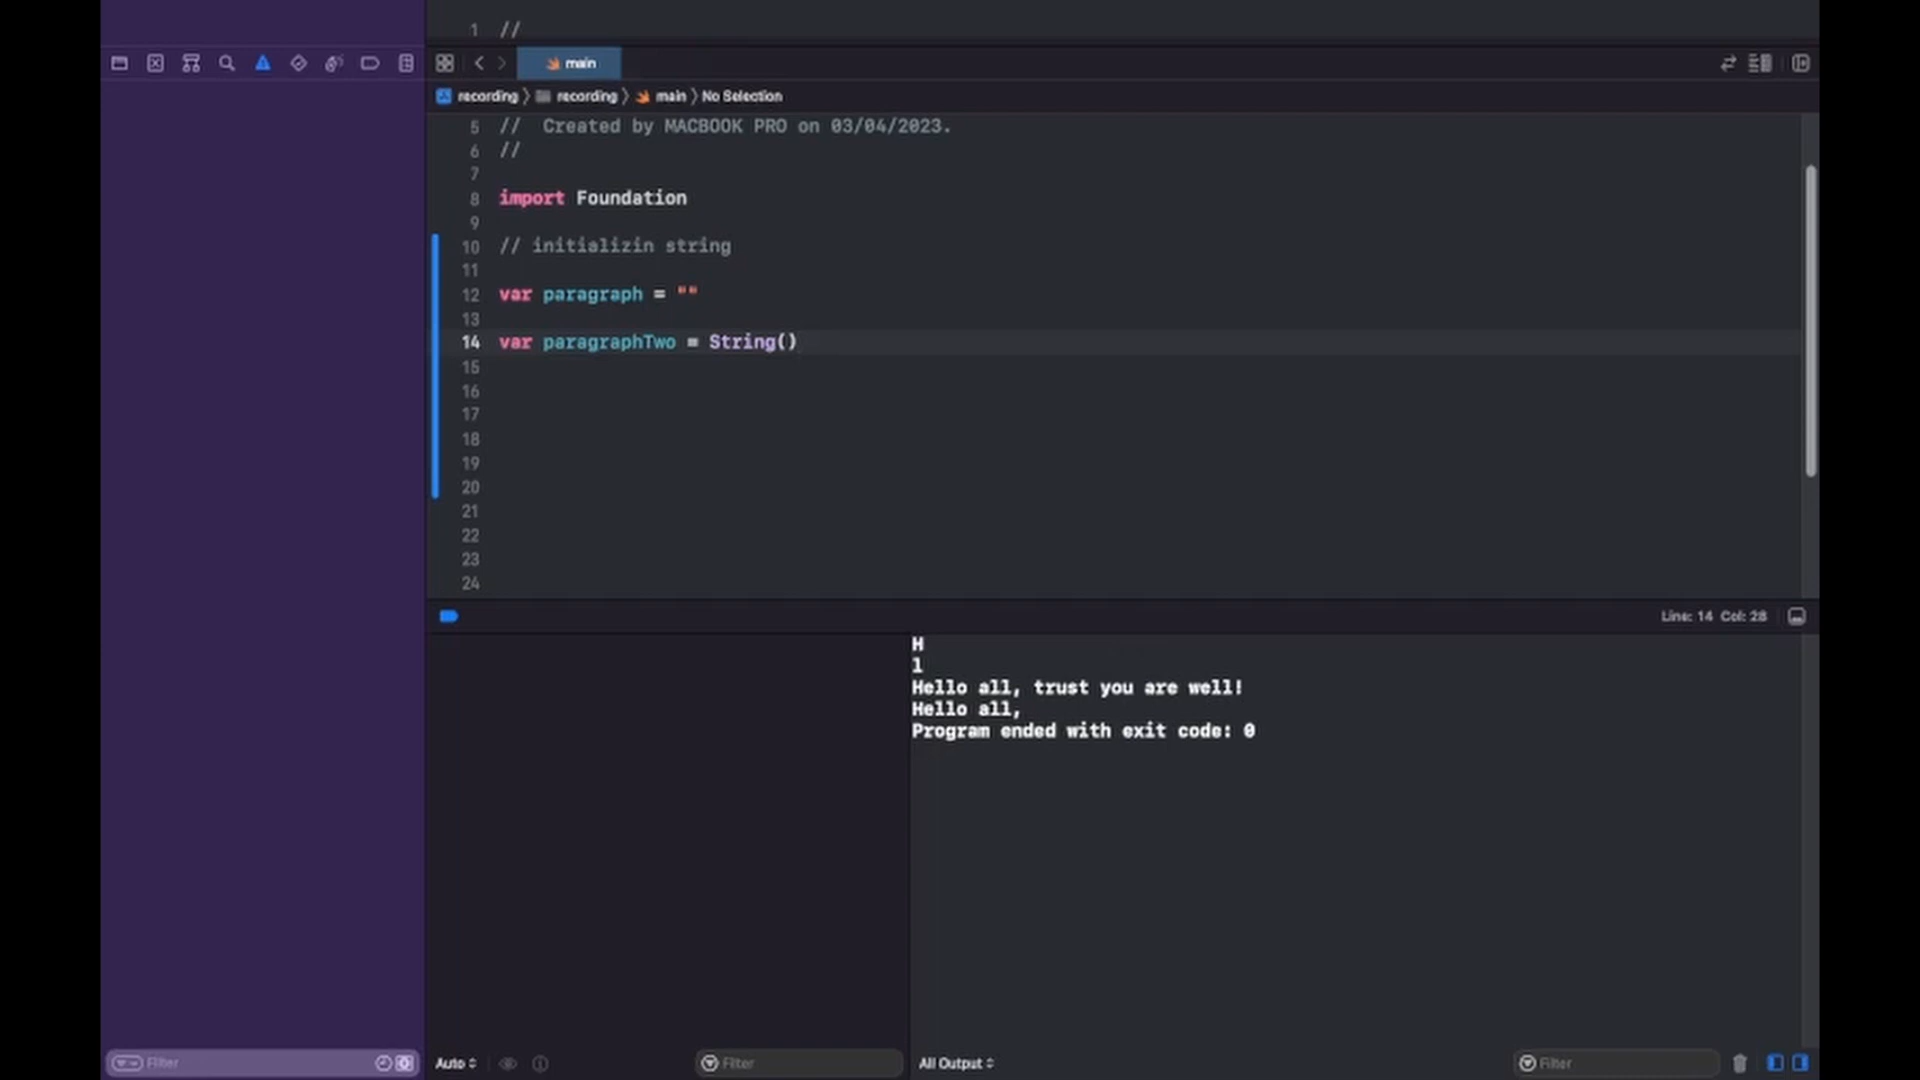 1 //
main
recording 〉 recording 〉 main 〉 No Selection
5 //  Created by MACBOOK PRO on 03/04/2023.
6 //
7
8 import Foundation
9
10 // initializin string
11
12 var paragraph = ""
13
14 var paragraphTwo = String()
15
16
17
18
19
20
21
22
23
24
Line: 14 Col: 28
H
l
Hello all, trust you are well!
Hello all,
Program ended with exit code: 0
Filter
Auto
Filter
All Output
Filter